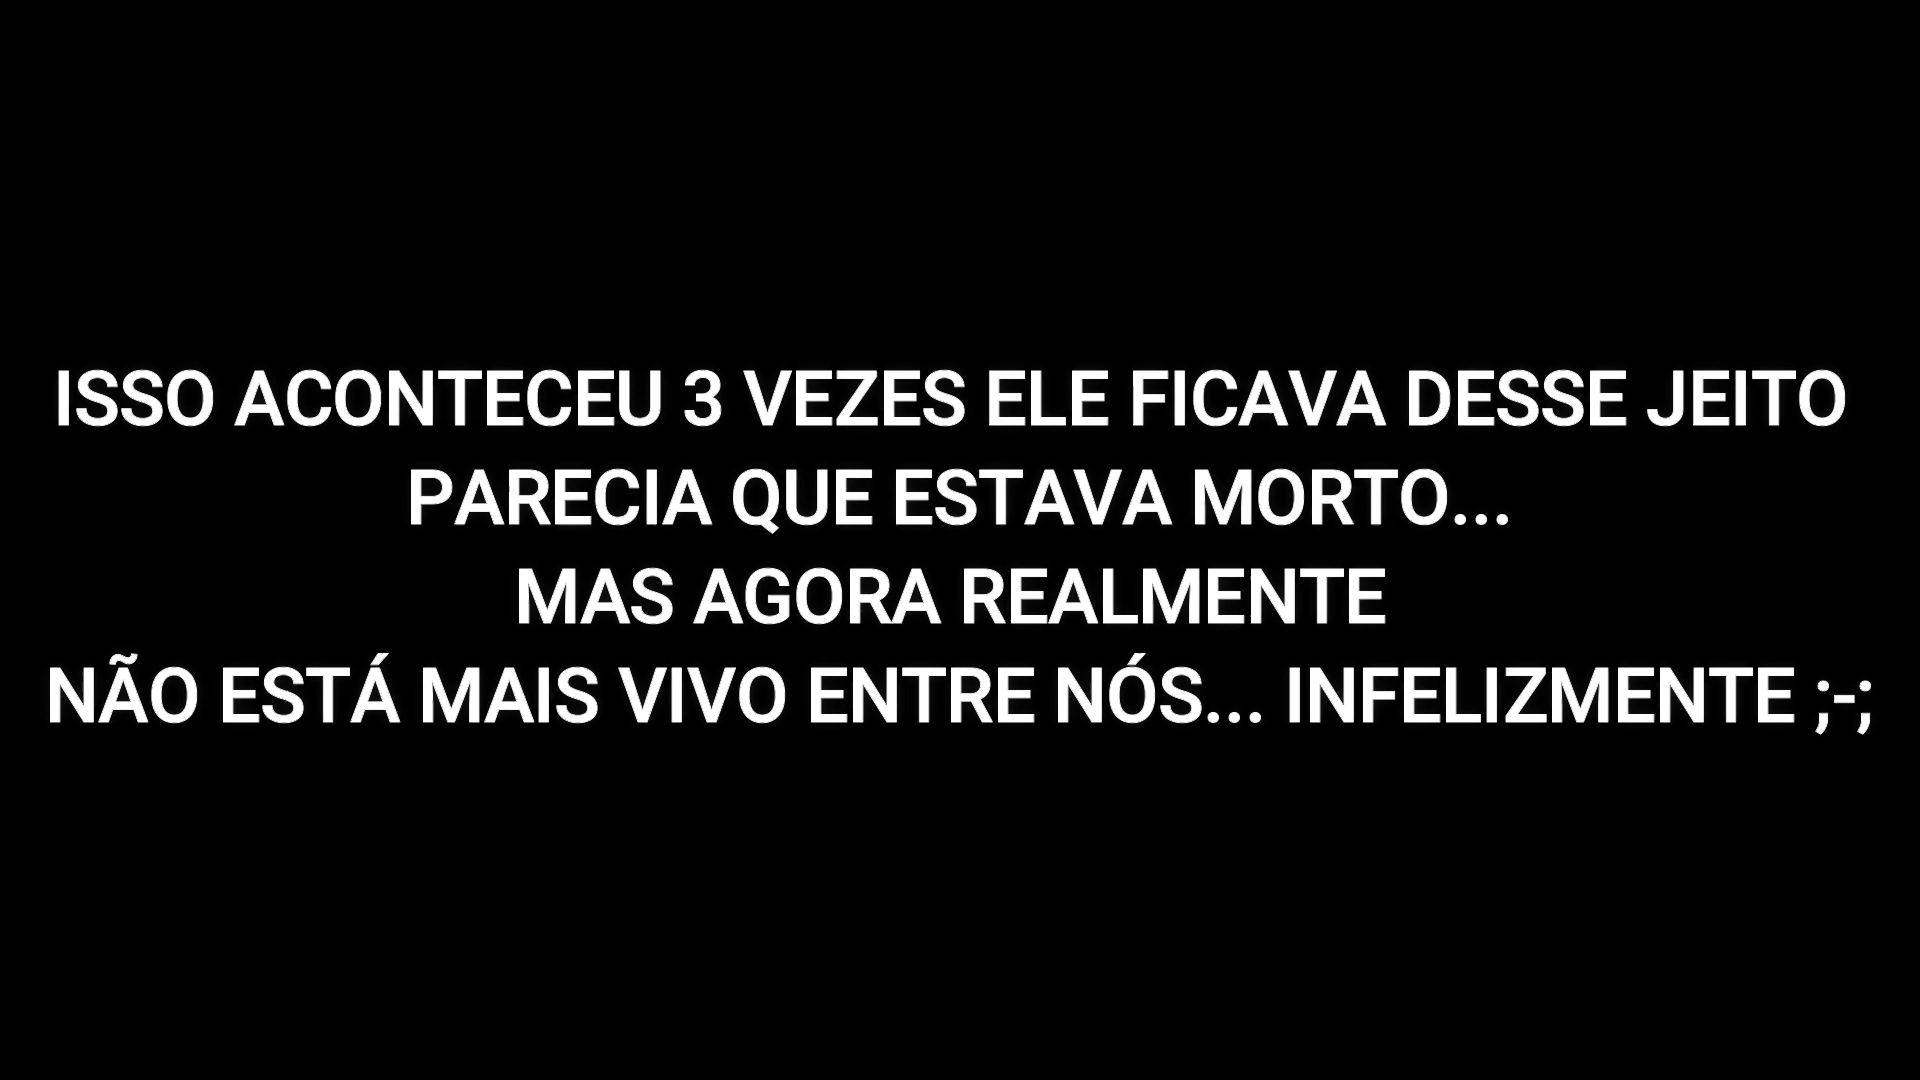 ISSO ACONTECEU 3 VEZES ELE FICAVA DESSE JEITO
PARECIA QUE ESTAVA MORTO...
MAS AGORA REALMENTE
NÃO ESTÁ MAIS VIVO ENTRE NÓS... INFELIZMENTE ;-;